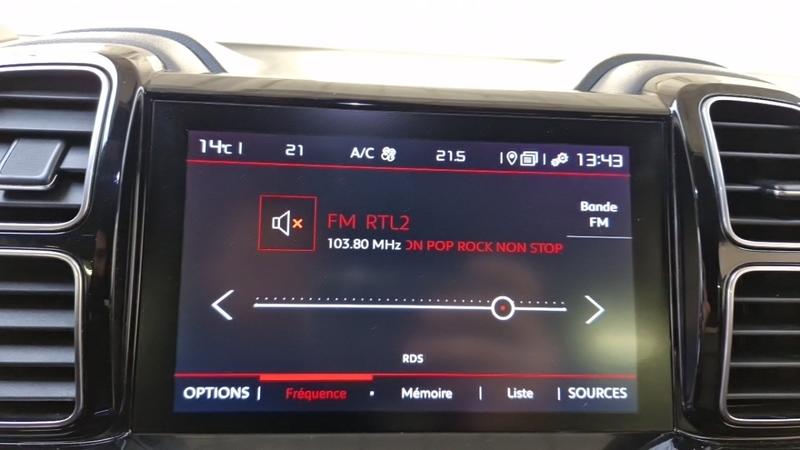 14°C 21 A/C 21.5 13:43
FM RTL2
103.80 MHz ON POP ROCK NON STOP
Bande
FM
RDS
OPTIONS Fréquence Mémoire Liste SOURCES